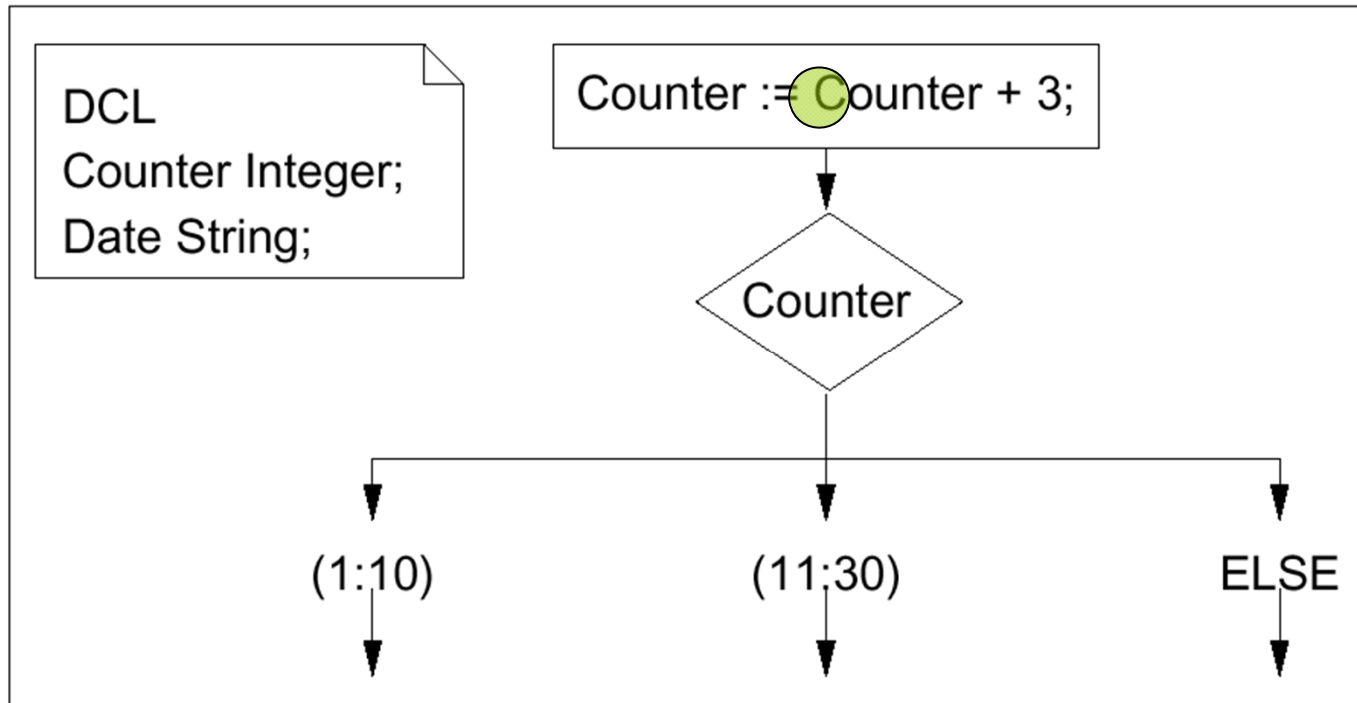 DCL
Counter Integer;
Date String;
Counter := Counter + 3;
Counter
(1:10)
(11:30)
ELSE